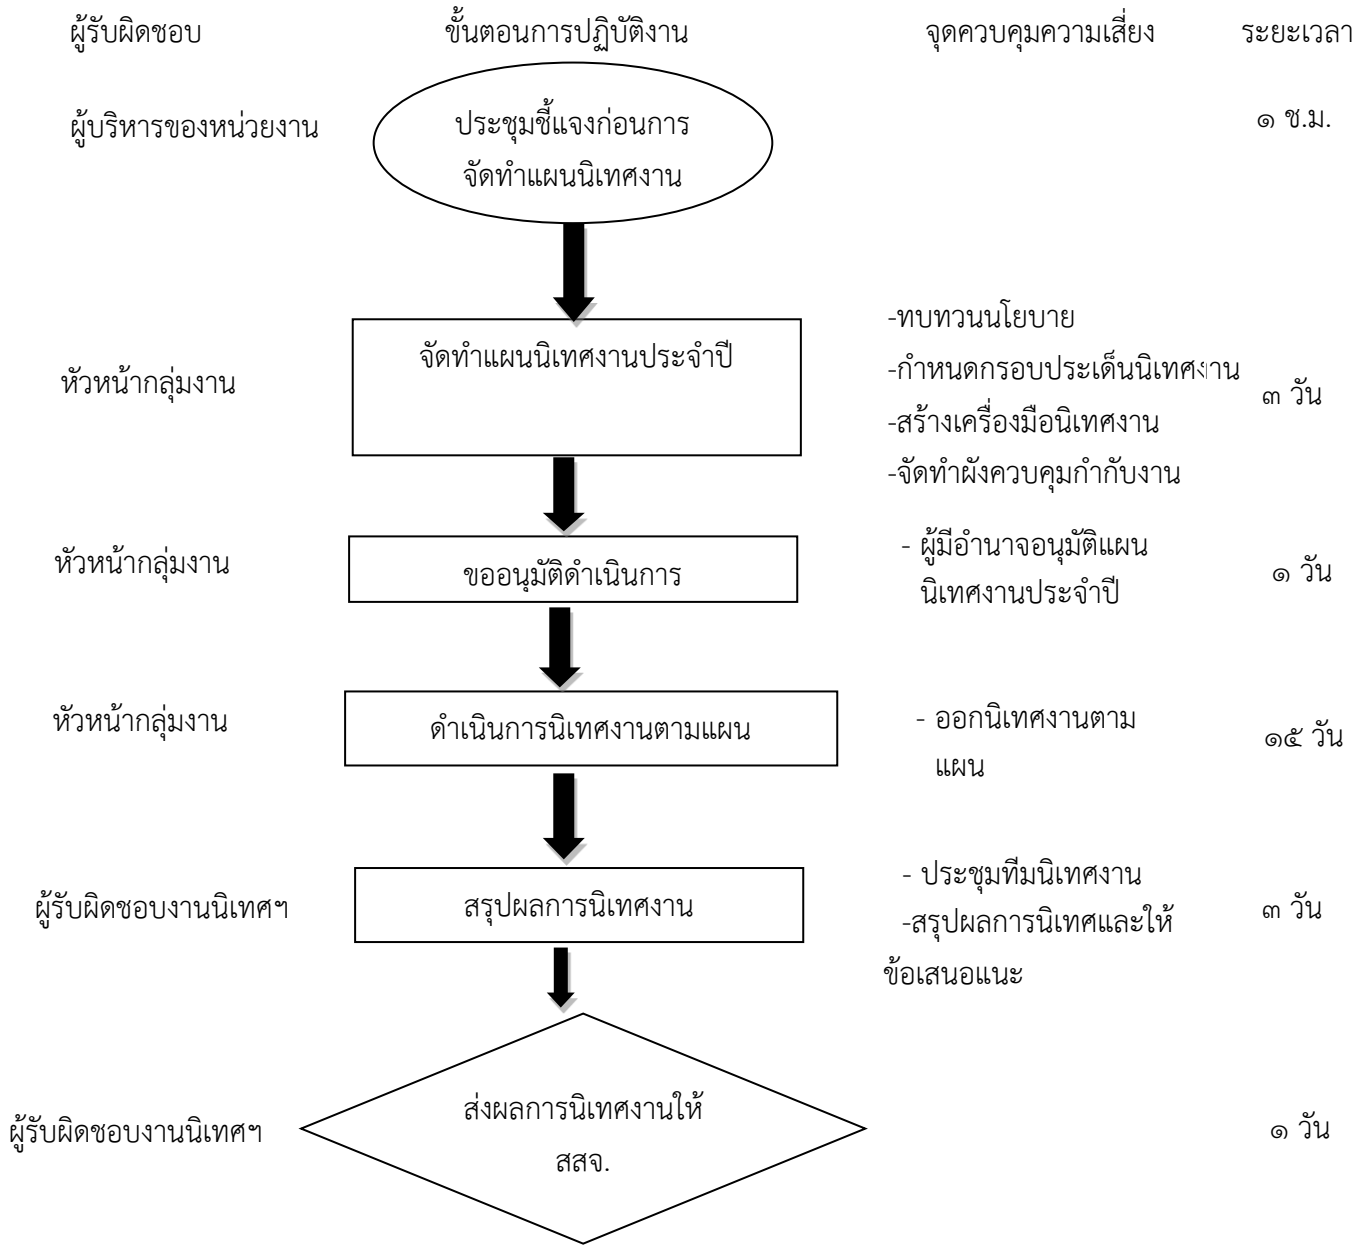 ผู้รับผิดชอบ ขั้นตอนการปฏิบัติงาน จุดควบคุมความเสี่ยง ระยะเวลา
ผู้บริหารของหน่วยงาน
ประชุมชี้แจงก่อนการ
จัดทำแผนนิเทศงาน
๑ ช.ม.
หัวหน้ากลุ่มงาน
จัดทำแผนนิเทศงานประจำปี
-ทบทวนนโยบาย
-กำหนดกรอบประเด็นนิเทศงาน
-สร้างเครื่องมือนิเทศงาน
-จัดทำผังควบคุมกำกับงาน
๓ วัน
หัวหน้ากลุ่มงาน
ขออนุมัติดำเนินการ
- ผู้มีอำนาจอนุมัติแผน
นิเทศงานประจำปี
๑ วัน
หัวหน้ากลุ่มงาน
ดำเนินการนิเทศงานตามแผน
- ออกนิเทศงานตาม
แผน
๑๕ วัน
ผู้รับผิดชอบงานนิเทศฯ
สรุปผลการนิเทศงาน
- ประชุมทีมนิเทศงาน
-สรุปผลการนิเทศและให้
ข้อเสนอแนะ
๓ วัน
ผู้รับผิดชอบงานนิเทศฯ
ส่งผลการนิเทศงานให้
สสจ.
๑ วัน